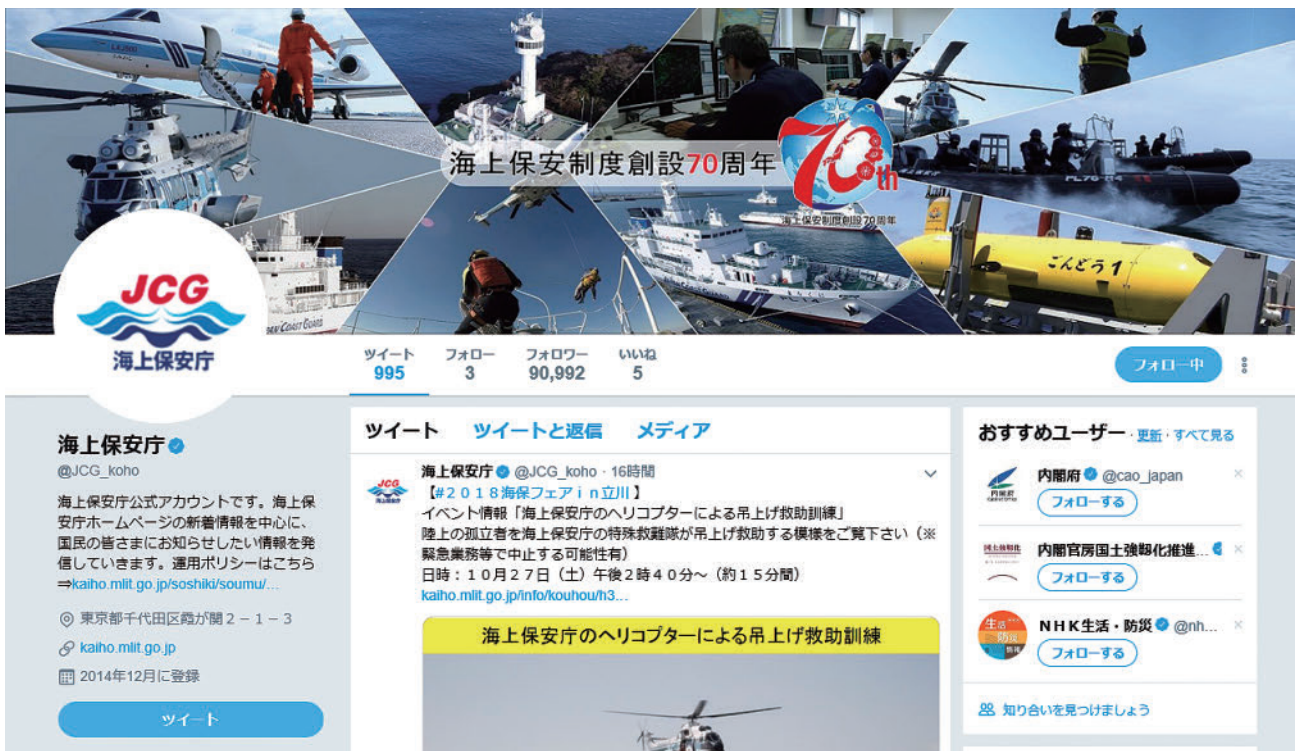 海上保安制度創設70周年
70th
海上保安制度創設70周年
ごんどう1
JCG
海上保安庁
ツイート
995
フォロー
3
フォロワー
90,992
いいね
5
フォロー中
海上保安庁
@JCG_koho
海上保安庁公式アカウントです。海上保
安庁ホームページの新着情報を中心に、
国民の皆さまにお知らせしたい情報を発
信していきます。運用ポリシーはこちら
⇒kaiho.mlit.go.jp/soshiki/soumu/...
東京都千代田区霞が関2-1-3
kaiho.mlit.go.jp
2014年12月に登録
ツイート
ツイート ツイートと返信 メディア
JCG
海上保安庁 @JCG_koho · 16時間
【#2018海保フェアin立川】
イベント情報「海上保安庁のヘリコプターによる吊上げ救助訓練」
陸上の孤立者を海上保安庁の特殊救難隊が吊上げ救助する模様をご覧下さい(※
緊急業務等で中止する可能性有)
日時:10月27日(土)午後2時40分~(約15分間)
kaiho.mlit.go.jp/info/kouhou/h3...
海上保安庁のヘリコプターによる吊上げ救助訓練
おすすめユーザー · 更新 · すべて見る
内閣府
内閣府 @cao_japan
フォローする
国土強靱化
内閣官房国土強靱化推進...
フォローする
生活
防災
NHK生活・防災 @nh...
フォローする
知り合いを見つけましょう